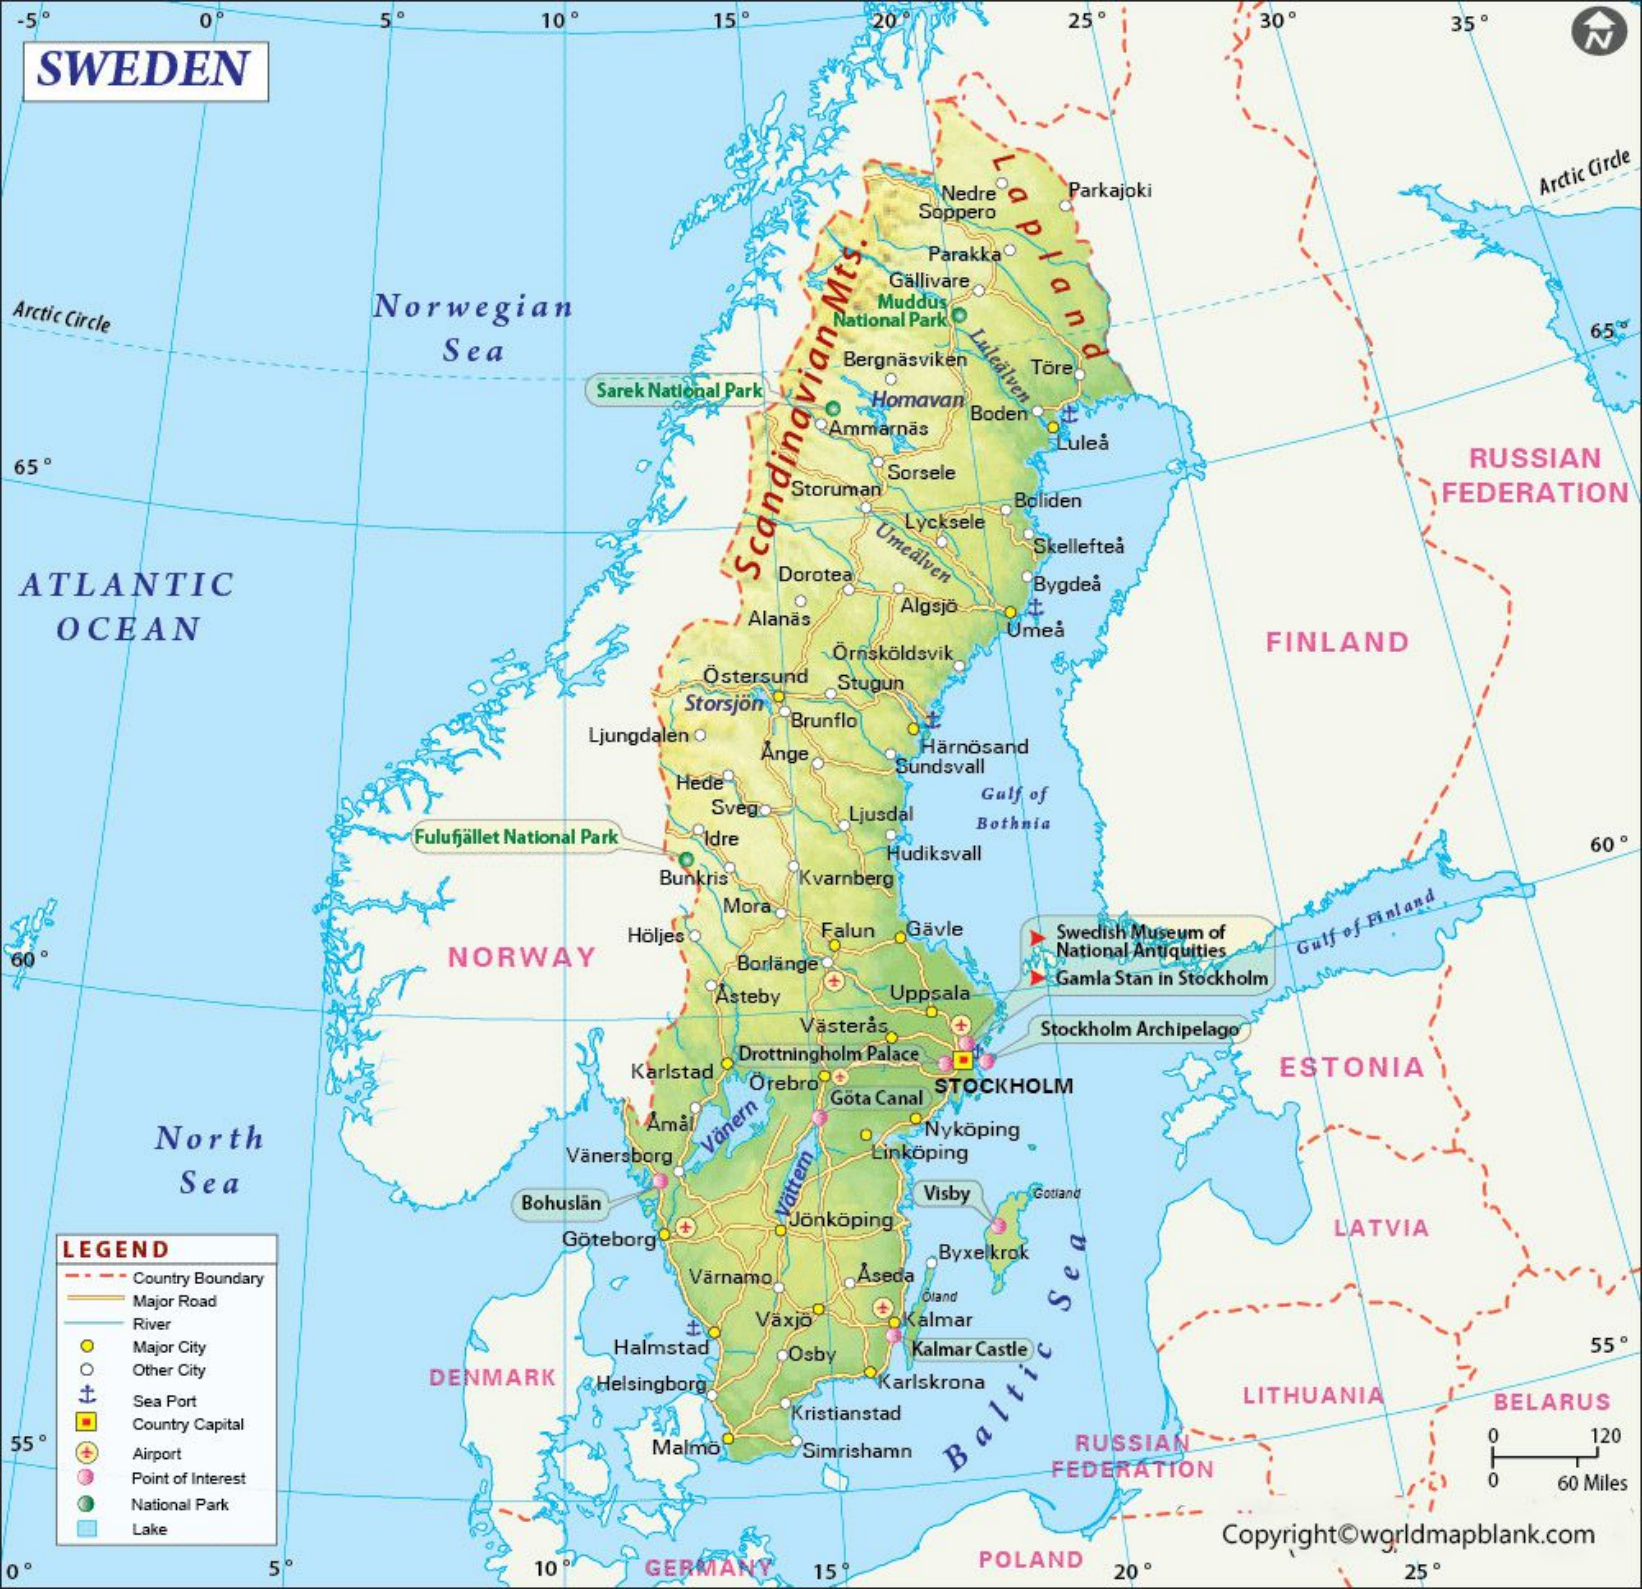 -5°
0°
5°
10°
15°
20°
25°
30°
35°
N
SWEDEN
Arctic Circle
Lapland
Nedre
Soppero
Parkajoki
Parakka
Gällivare
Muddus
National Park
Scandinavian Mts.
Norwegian
Sea
Arctic Circle
65°
Luleälven
Bergnäsviken
Töre
Sarek National Park
Hornavan
Boden
Ammarnäs
Luleå
65°
Sorsele
RUSSIAN
FEDERATION
Storuman
Boliden
Lycksele
Umeälven
Skellefteå
Dorotea
Bygdeå
ATLANTIC
OCEAN
Algsjö
Alanäs
Umeå
FINLAND
Örnsköldsvik
Östersund
Stugun
Storsjön
Brunflo
Ljungdalen
Härnösand
Ånge
Sundsvall
Hede
Gulf of
Bothnia
Sveg
Ljusdal
Fulufjället National Park
Idre
60°
Hudiksvall
Bunkris
Kvarnberg
Mora
Gulf of Finland
Falun
Gävle
Höljes
Swedish Museum of
National Antiquities
NORWAY
60°
Borlänge
Gamla Stan in Stockholm
Åsteby
Uppsala
Västerås
Stockholm Archipelago
Drottningholm Palace
Karlstad
Örebro
STOCKHOLM
ESTONIA
Göta Canal
Åmål
Vänern
Nyköping
North
Sea
Vänersborg
Linköping
Vättern
Bohuslän
Visby
Gotland
Jönköping
LATVIA
Göteborg
Byxelkrok
Värnamo
Åseda
Öland
Baltic Sea
Växjö
Kalmar
Halmstad
Osby
Kalmar Castle
55°
DENMARK
Helsingborg
Karlskrona
LITHUANIA
BELARUS
Kristianstad
Malmö
Simrishamn
RUSSIAN
FEDERATION
55°
0 120
0 60 Miles
LEGEND
Country Boundary
Major Road
River
Major City
Other City
Sea Port
Country Capital
Airport
Point of Interest
National Park
Lake
Copyright©worldmapblank.com
0°
5°
10°
GERMANY
15°
POLAND
20°
25°